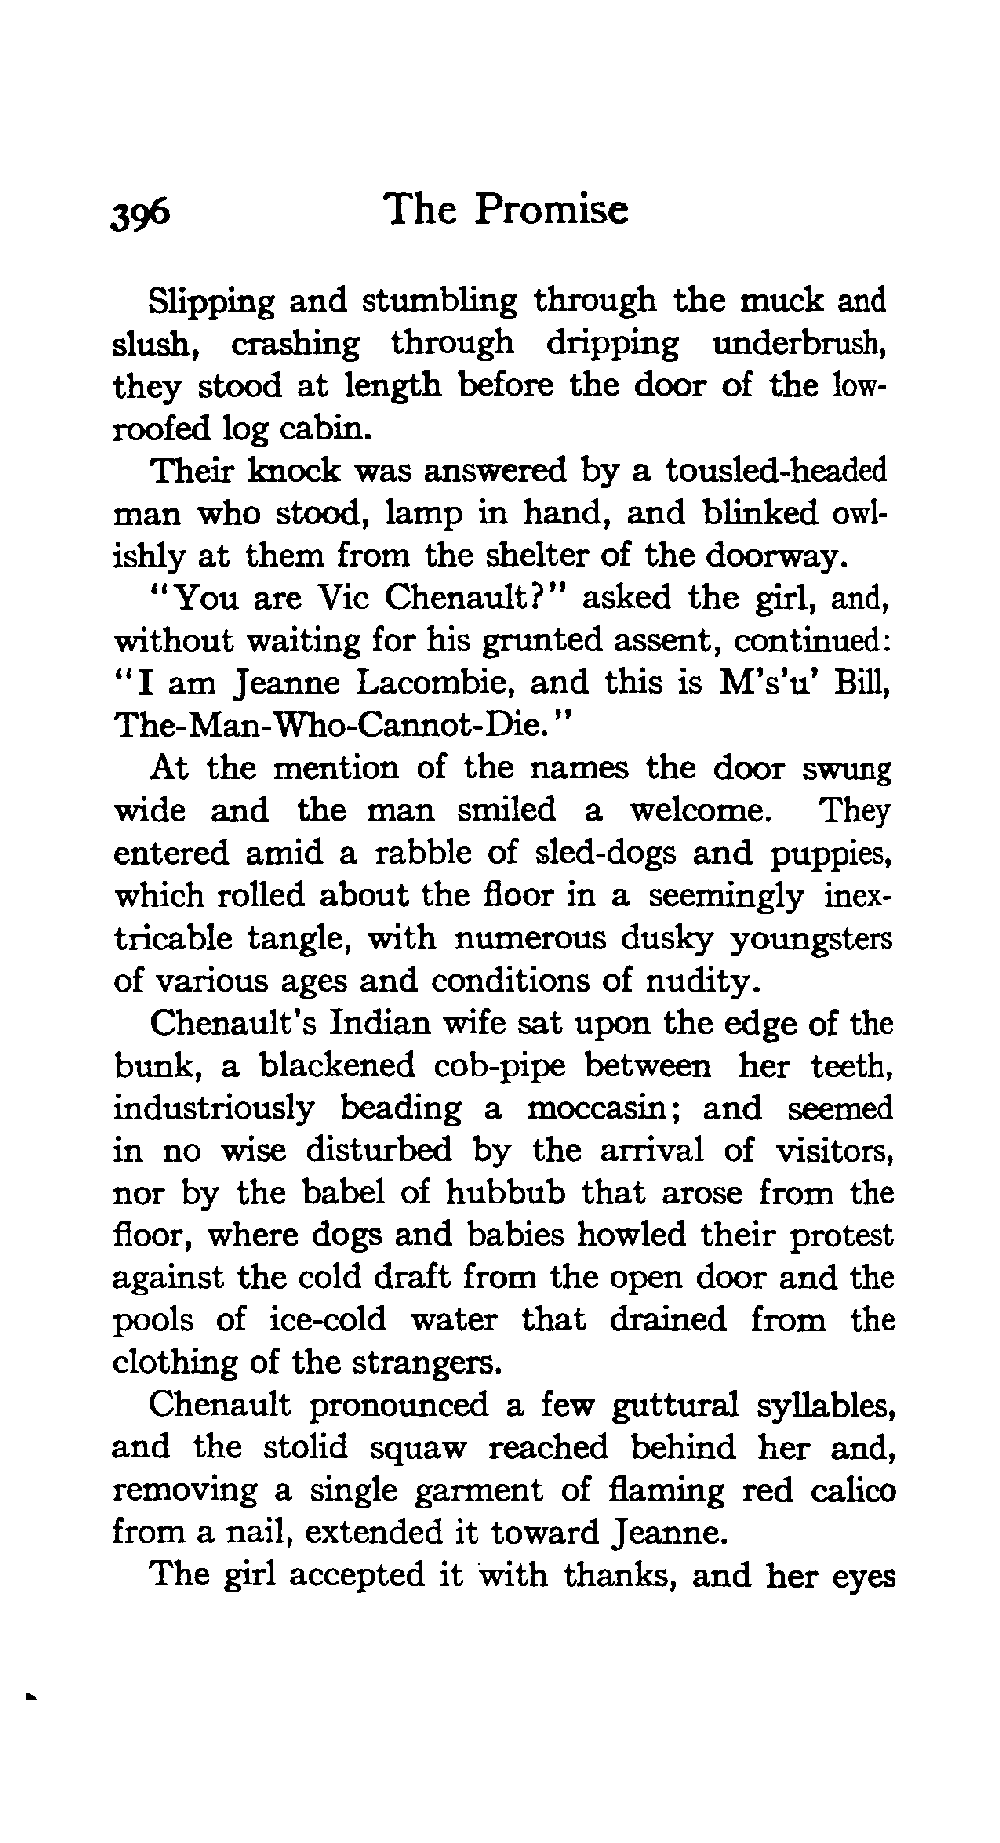 396 The Promise
Slipping and stumbling through the muck and
slush, crashing through dripping underbrush,
they stood at length before the door of the low-
roofed log cabin.
Their knock was answered by a tousled-headed
man who stood, lamp in hand, and blinked owl-
ishly at them from the shelter of the doorway.
"You are Vic Chenault?" asked the girl, and,
without waiting for his grunted assent, continued:
"I am Jeanne Lacombie, and this is M's'u' Bill,
The-Man-Who-Cannot-Die."
At the mention of the names the door swung
wide and the man smiled a welcome. They
entered amid a rabble of sled-dogs and puppies,
which rolled about the floor in a seemingly inex-
tricable tangle, with numerous dusky youngsters
of various ages and conditions of nudity.
Chenault's Indian wife sat upon the edge of the
bunk, a blackened cob-pipe between her teeth,
industriously beading a moccasin; and seemed
in no wise disturbed by the arrival of visitors,
nor by the babel of hubbub that arose from the
floor, where dogs and babies howled their protest
against the cold draft from the open door and the
pools of ice-cold water that drained from the
clothing of the strangers.
Chenault pronounced a few guttural syllables,
and the stolid squaw reached behind her and,
removing a single garment of flaming red calico
from a nail, extended it toward Jeanne.
The girl accepted it with thanks, and her eyes